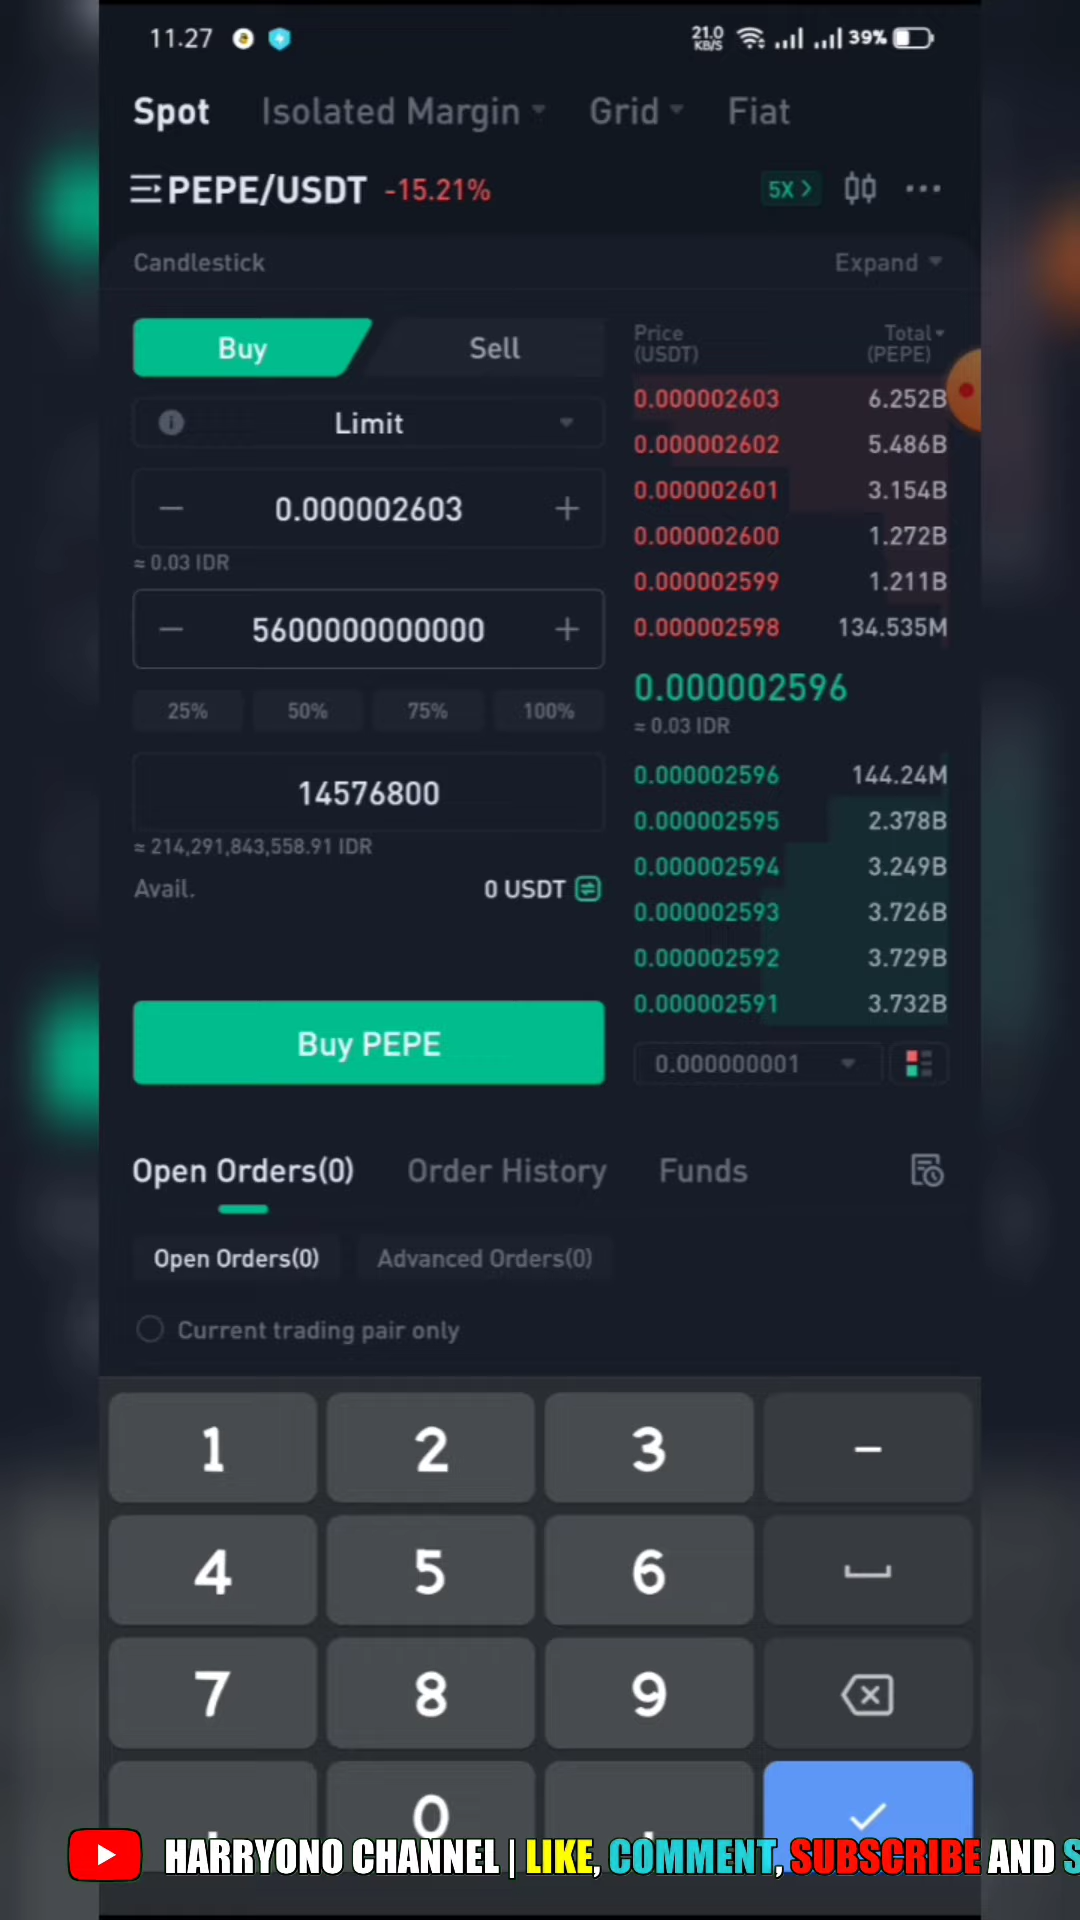 11.27 21.0 KB/S 39%
Spot Isolated Margin Grid Fiat
PEPE/USDT -15.21% 5X >
Candlestick Expand
Buy Sell
Limit
0.000002603
≈ 0.03 IDR
5600000000000
25% 50% 75% 100%
14576800
≈ 214,291,843,558.91 IDR
Avail. 0 USDT
Buy PEPE
Price (USDT) Total (PEPE)
0.000002603 6.252B
0.000002602 5.486B
0.000002601 3.154B
0.000002600 1.272B
0.000002599 1.211B
0.000002598 134.535M
0.000002596
≈ 0.03 IDR
0.000002596 144.24M
0.000002595 2.378B
0.000002594 3.249B
0.000002593 3.726B
0.000002592 3.729B
0.000002591 3.732B
0.000000001
Open Orders(0) Order History Funds
Open Orders(0) Advanced Orders(0)
Current trading pair only
1 2 3 –
4 5 6
7 8 9
. 0 ,
HARRYONO CHANNEL | LIKE, COMMENT, SUBSCRIBE AND